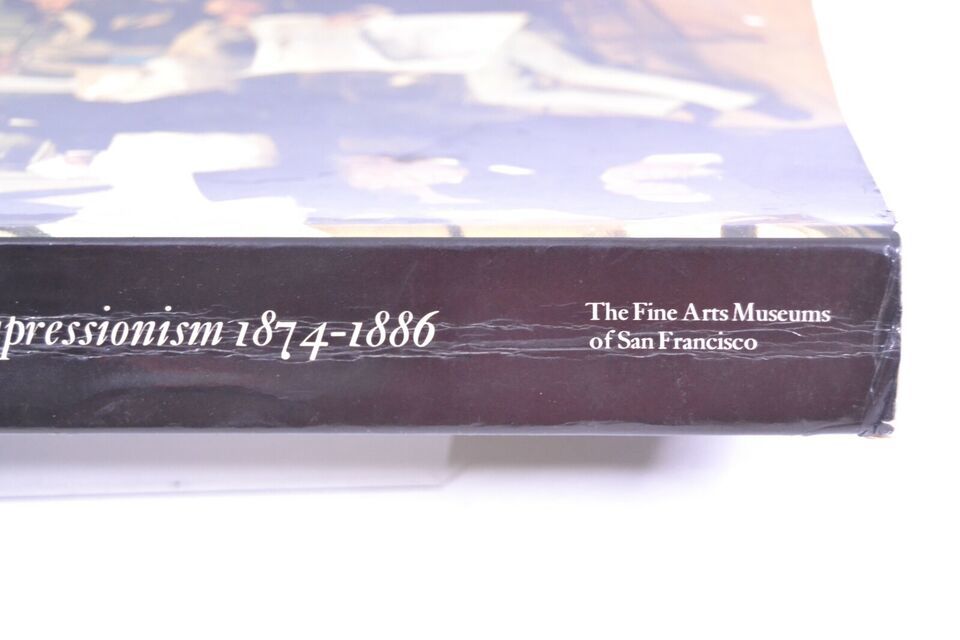 pressionism 1874-1886
The Fine Arts Museums
of San Francisco